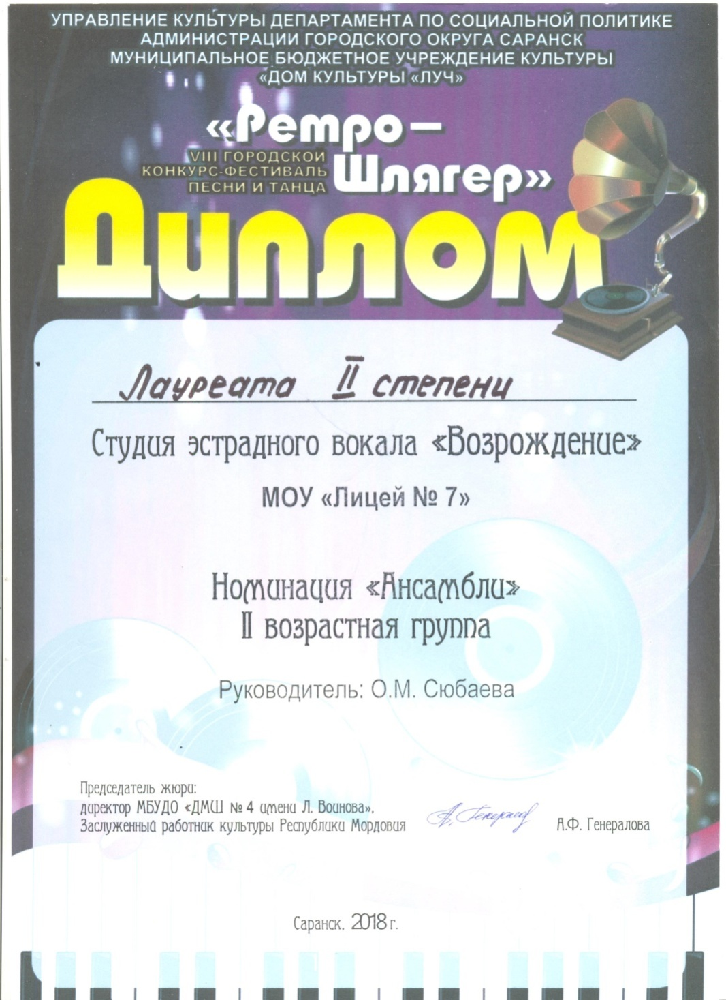 УПРАВЛЕНИЕ КУЛЬТУРЫ ДЕПАРТАМЕНТА ПО СОЦИАЛЬНОЙ ПОЛИТИКЕ
АДМИНИСТРАЦИИ ГОРОДСКОГО ОКРУГА САРАНСК
МУНИЦИПАЛЬНОЕ БЮДЖЕТНОЕ УЧРЕЖДЕНИЕ КУЛЬТУРЫ
«ДОМ КУЛЬТУРЫ «ЛУЧ»
«Ретро –
Шлягер»
VIII ГОРОДСКОЙ
КОНКУРС-ФЕСТИВАЛЬ
ПЕСНИ И ТАНЦА
Диплом
Лауреата II степени
Студия эстрадного вокала «Возрождение»
МОУ «Лицей № 7»
Номинация «Ансамбли»
II возрастная группа
Руководитель: О.М. Сюбаева
Председатель жюри:
директор МБУДО «ДМШ № 4 имени Л. Воинова»,
Заслуженный работник культуры Республики Мордовия А.Ф. Генералова
Саранск, 2018 г.